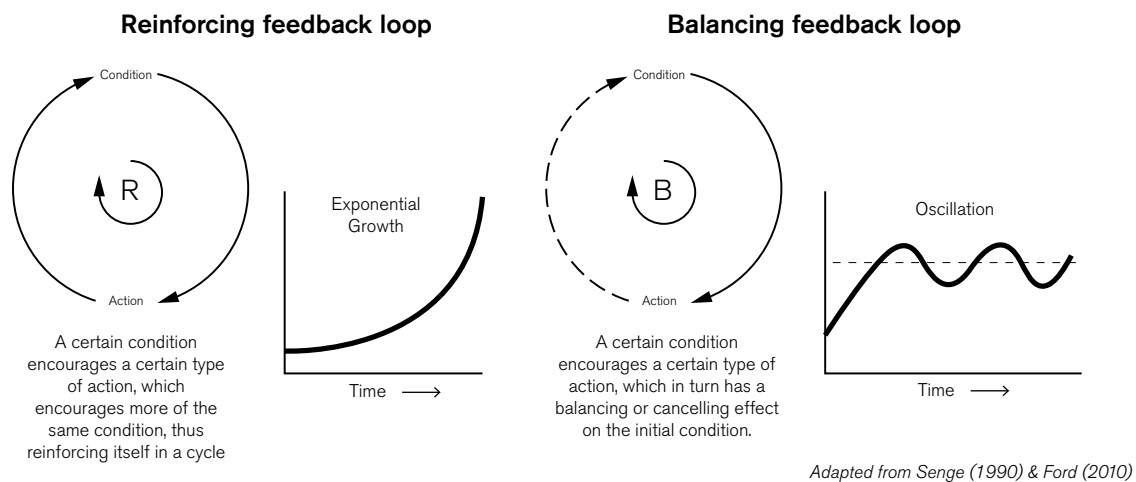 Reinforcing feedback loop
Condition
R
Action
A certain condition
encourages a certain type
of action, which
encourages more of the
same condition, thus
reinforcing itself in a cycle
Exponential
Growth
Time
Balancing feedback loop
Condition
B
Action
A certain condition
encourages a certain type of
action, which in turn has a
balancing or cancelling effect
on the initial condition.
Oscillation
Time
Adapted from Senge (1990) & Ford (2010)